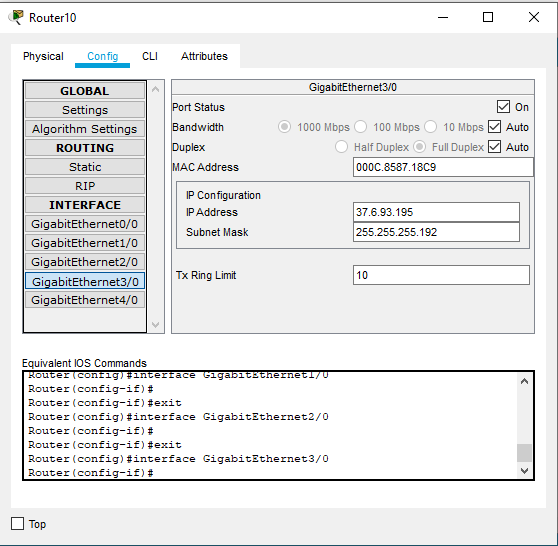 Router10
Physical Config CLI Attributes
GLOBAL
Settings
Algorithm Settings
ROUTING
Static
RIP
INTERFACE
GigabitEthernet0/0
GigabitEthernet1/0
GigabitEthernet2/0
GigabitEthernet3/0
GigabitEthernet4/0
GigabitEthernet3/0
Port Status On
Bandwidth 1000 Mbps 100 Mbps 10 Mbps Auto
Duplex Half Duplex Full Duplex Auto
MAC Address 000C.8587.18C9
IP Configuration
IP Address 37.6.93.195
Subnet Mask 255.255.255.192
Tx Ring Limit 10
Equivalent IOS Commands
Router(config)#interface GigabitEthernet1/0
Router(config-if)#
Router(config-if)#exit
Router(config)#interface GigabitEthernet2/0
Router(config-if)#
Router(config-if)#exit
Router(config)#interface GigabitEthernet3/0
Router(config-if)#
Top